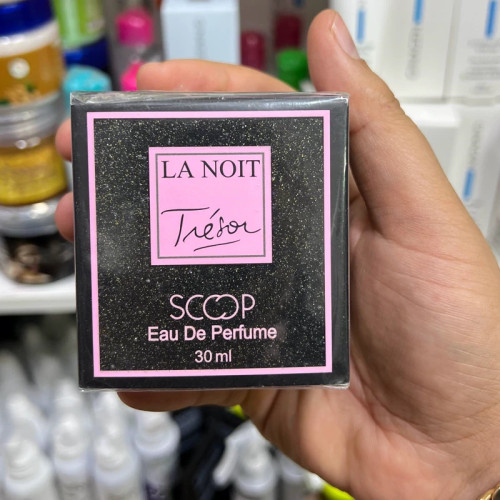 LA NOIT
Trésor
SCOOP
Eau De Perfume
30 ml